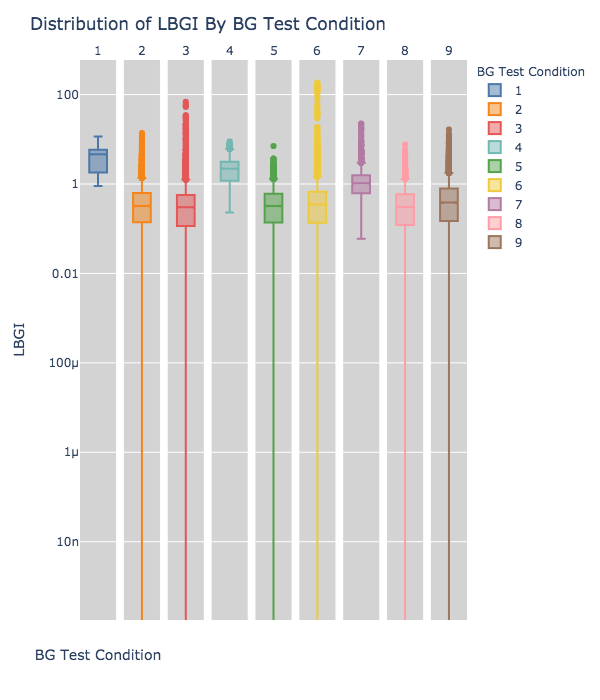 Distribution of LBGI By BG Test Condition
1 2 3 4 5 6 7 8 9
BG Test Condition
1
2
3
4
5
6
7
8
9
100
1
0.01
100μ
1μ
10n
LBGI
BG Test Condition